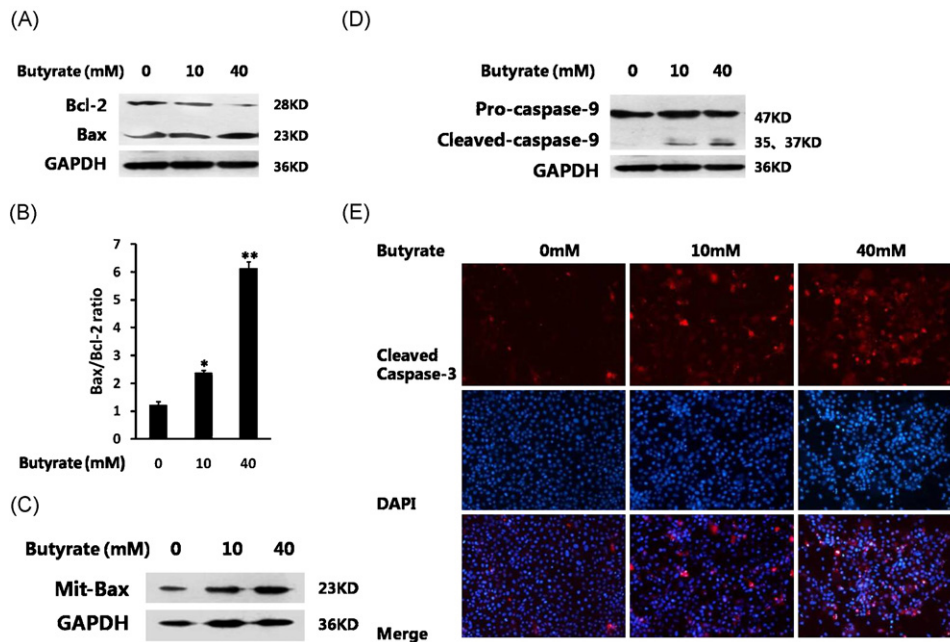 (A)
Butyrate (mM) 0 10 40
Bcl-2 28KD
Bax 23KD
GAPDH 36KD
(B)
Bax/Bcl-2 ratio
7
6
5
4
3
2
1
0
*
**
Butyrate (mM) 0 10 40
(C)
Butyrate (mM) 0 10 40
Mit-Bax 23KD
GAPDH 36KD
(D)
Butyrate (mM) 0 10 40
Pro-caspase-9 47KD
Cleaved-caspase-9 35、37KD
GAPDH 36KD
(E)
Butyrate 0mM 10mM 40mM
Cleaved
Caspase-3
DAPI
Merge